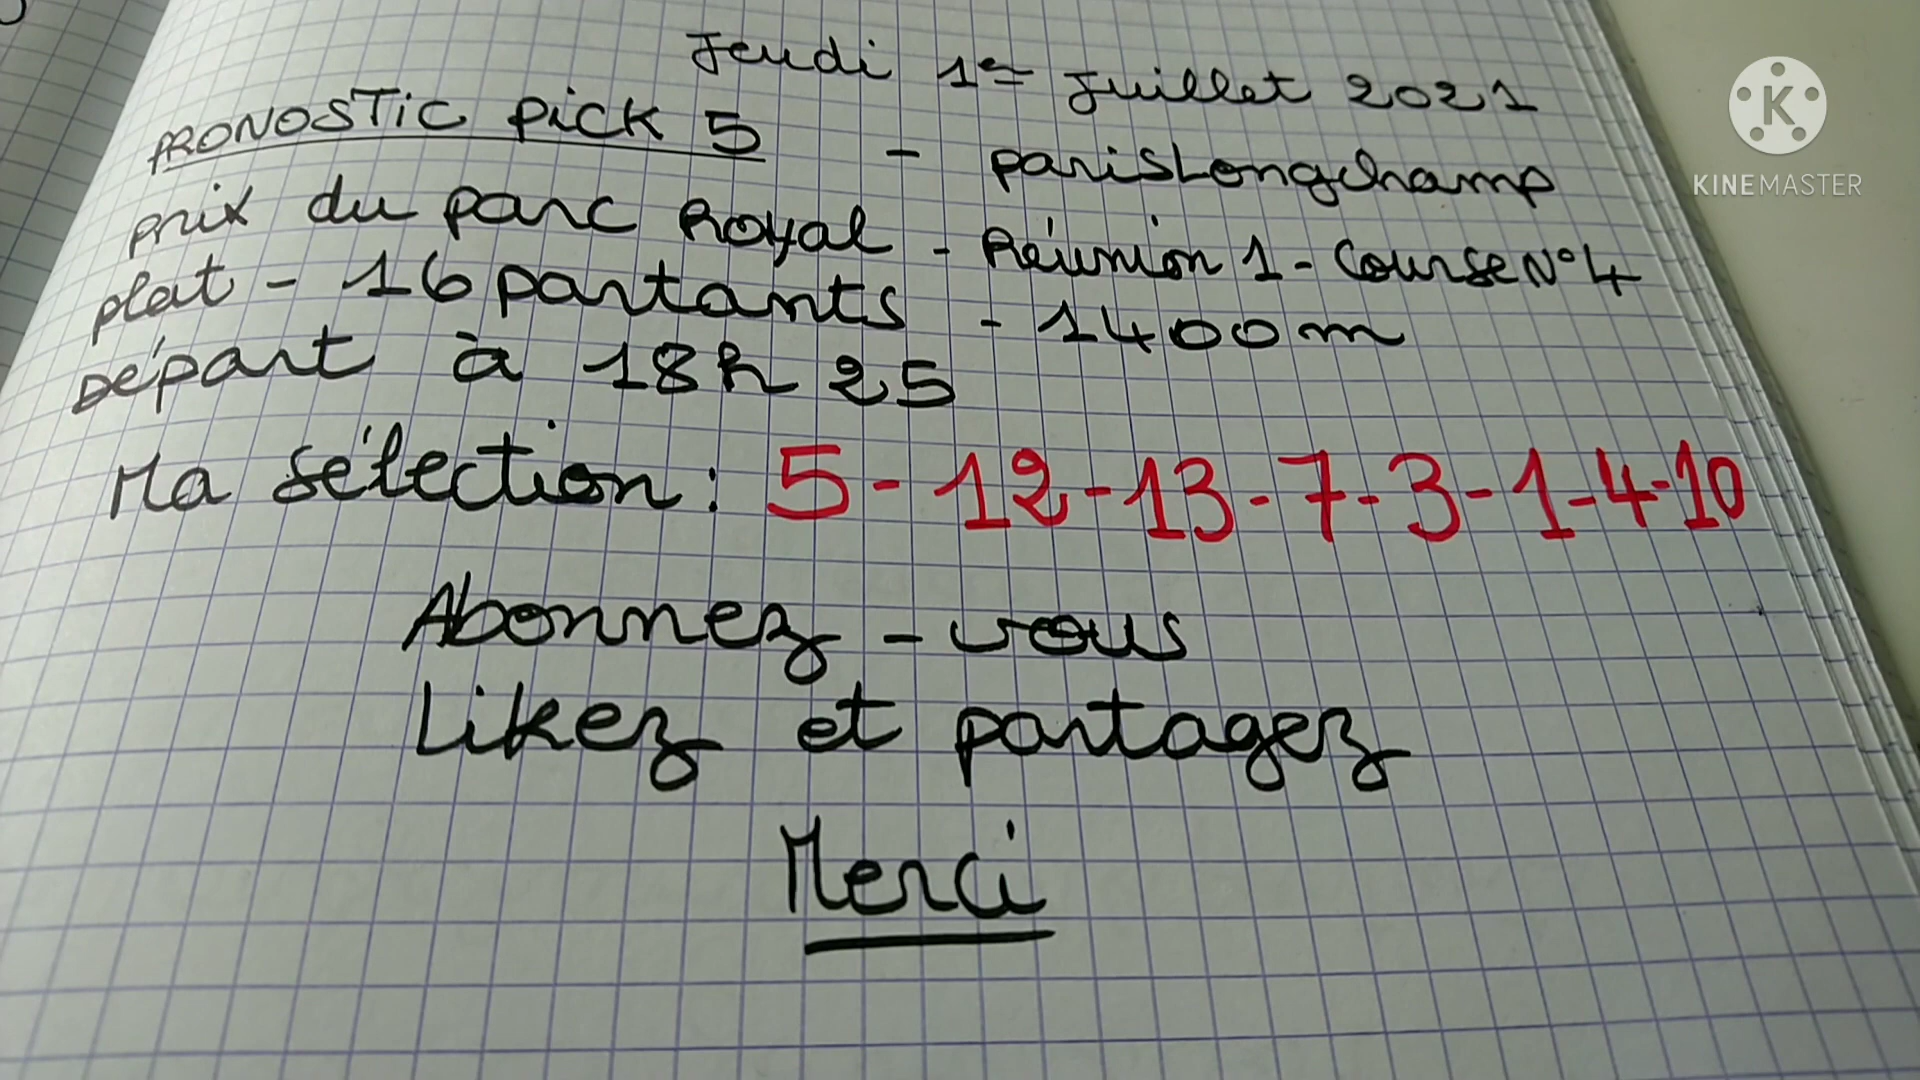 Jeudi 1er Juillet 2021
PRONOSTIC PICK 5 - parisLongchamp
prix du parc Royal - Réunion 1 - Course N°4
plat - 16 partants - 1400m
Départ à 18h25
Ma sélection : 5-12-13-7-3-1-4-10
Abonnez-vous
Likez et partagez
Merci
K
KINEMASTER